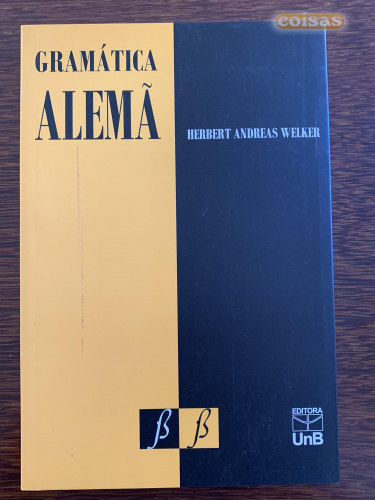 coisas
GRAMÁTICA
ALEMÃ
HERBERT ANDREAS WELKER
ß ß
EDITORA
UnB